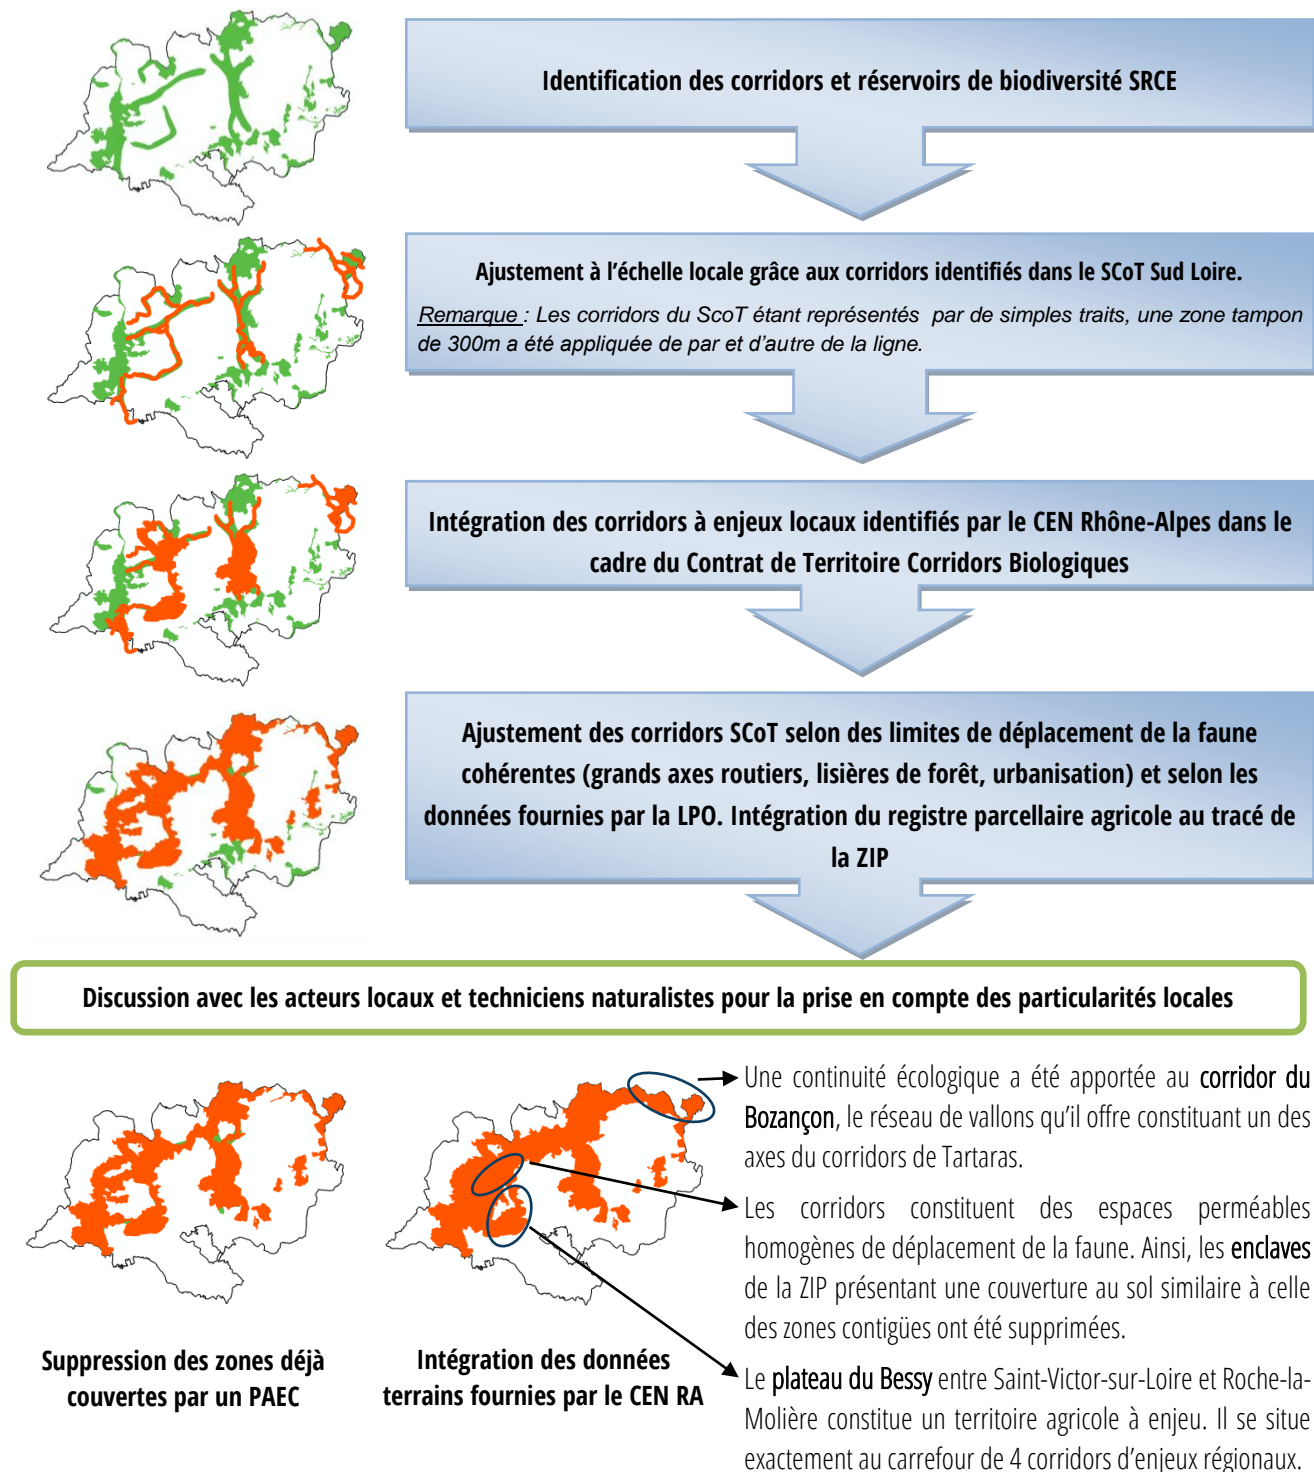 Identification des corridors et réservoirs de biodiversité SRCE
Ajustement à l'échelle locale grâce aux corridors identifiés dans le SCoT Sud Loire.
Remarque : Les corridors du ScoT étant représentés par de simples traits, une zone tampon
de 300m a été appliquée de par et d'autre de la ligne.
Intégration des corridors à enjeux locaux identifiés par le CEN Rhône-Alpes dans le
cadre du Contrat de Territoire Corridors Biologiques
Ajustement des corridors SCoT selon des limites de déplacement de la faune
cohérentes (grands axes routiers, lisières de forêt, urbanisation) et selon les
données fournies par la LPO. Intégration du registre parcellaire agricole au tracé de
la ZIP
Discussion avec les acteurs locaux et techniciens naturalistes pour la prise en compte des particularités locales
Suppression des zones déjà
couvertes par un PAEC
Intégration des données
terrains fournies par le CEN RA
Une continuité écologique a été apportée au corridor du
Bozançon, le réseau de vallons qu'il offre constituant un des
axes du corridors de Tartaras.
Les corridors constituent des espaces perméables
homogènes de déplacement de la faune. Ainsi, les enclaves
de la ZIP présentant une couverture au sol similaire à celle
des zones contigües ont été supprimées.
Le plateau du Bessy entre Saint-Victor-sur-Loire et Roche-la-
Molière constitue un territoire agricole à enjeu. Il se situe
exactement au carrefour de 4 corridors d'enjeux régionaux.